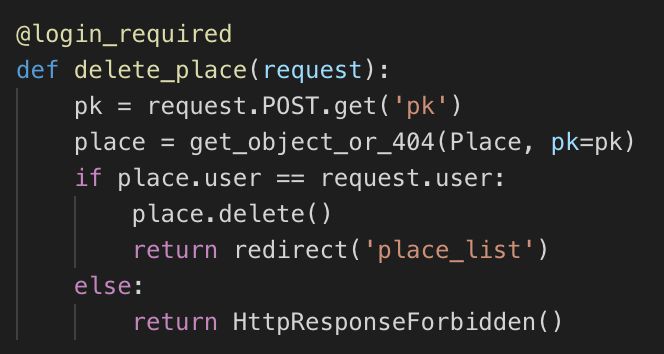 @login_required
def delete_place(request):
    pk = request.POST.get('pk')
    place = get_object_or_404(Place, pk=pk)
    if place.user == request.user:
        place.delete()
        return redirect('place_list')
    else:
        return HttpResponseForbidden()